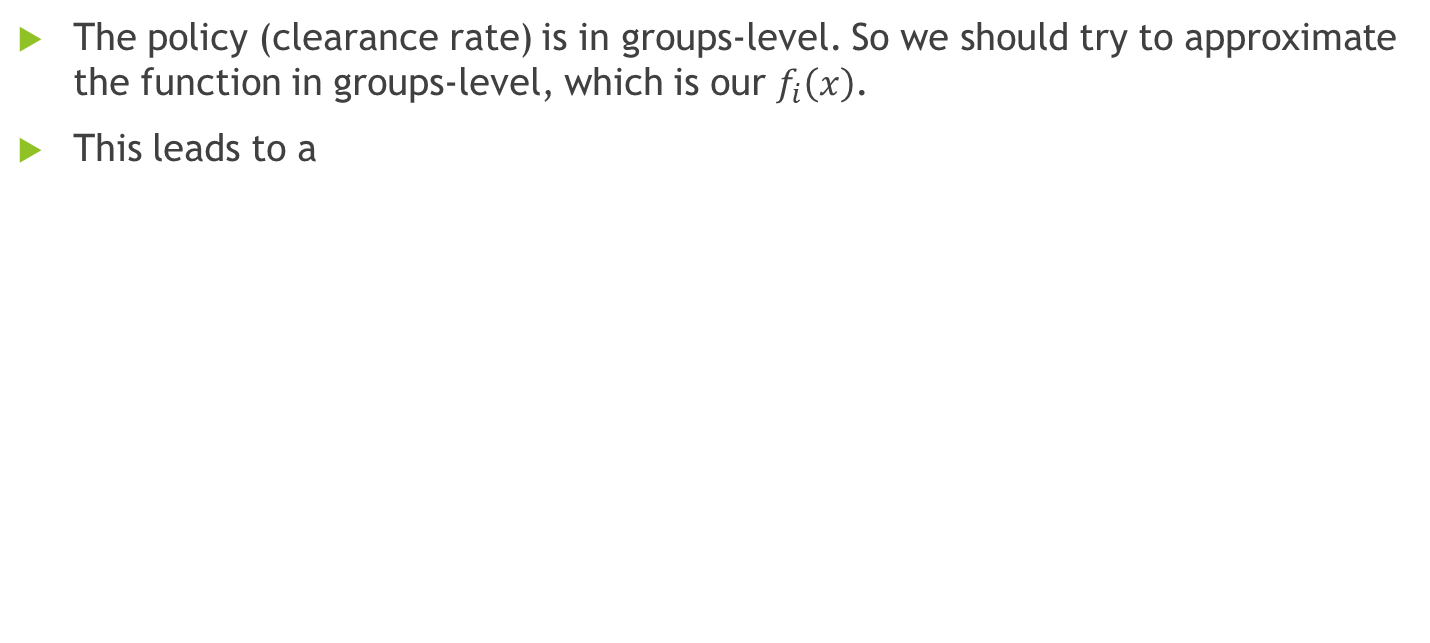 The policy (clearance rate) is in groups-level. So we should try to approximate
the function in groups-level, which is our $f_i(x)$.
This leads to a